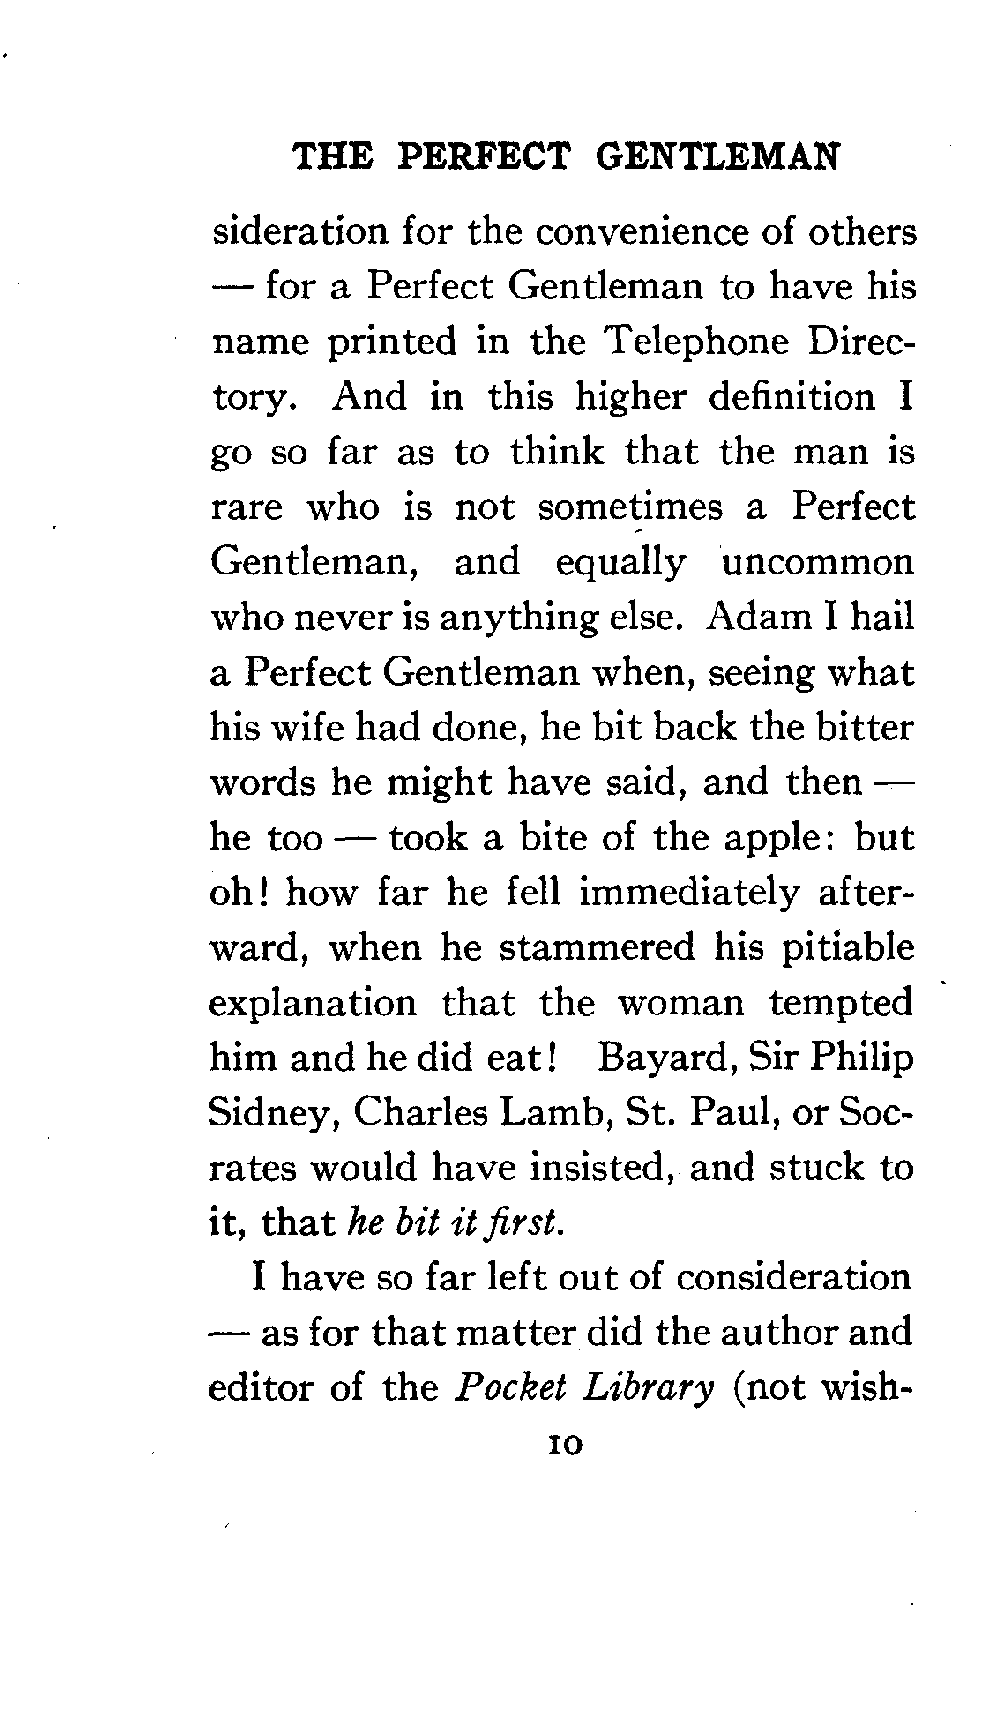 THE PERFECT GENTLEMAN
sideration for the convenience of others
— for a Perfect Gentleman to have his
name printed in the Telephone Direc-
tory. And in this higher definition I
go so far as to think that the man is
rare who is not sometimes a Perfect
Gentleman, and equally uncommon
who never is anything else. Adam I hail
a Perfect Gentleman when, seeing what
his wife had done, he bit back the bitter
words he might have said, and then —
he too — took a bite of the apple: but
oh! how far he fell immediately after-
ward, when he stammered his pitiable
explanation that the woman tempted
him and he did eat! Bayard, Sir Philip
Sidney, Charles Lamb, St. Paul, or Soc-
rates would have insisted, and stuck to
it, that he bit it first.
I have so far left out of consideration
— as for that matter did the author and
editor of the Pocket Library (not wish-
10